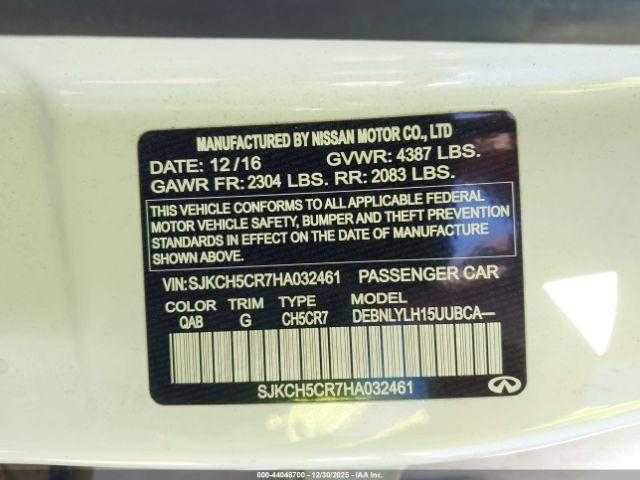 MANUFACTURED BY NISSAN MOTOR CO., LTD
DATE: 12/16 GVWR: 4387 LBS.
GAWR FR: 2304 LBS. RR: 2083 LBS.
THIS VEHICLE CONFORMS TO ALL APPLICABLE FEDERAL
MOTOR VEHICLE SAFETY, BUMPER AND THEFT PREVENTION
STANDARDS IN EFFECT ON THE DATE OF MANUFACTURE
SHOWN ABOVE.
VIN:SJKCH5CR7HA032461 PASSENGER CAR
COLOR TRIM TYPE MODEL
QAB G CH5CR7 DEBNLYLH15UUBCA—
SJKCH5CR7HA032461
000-44048700 - 12/30/2025 - IAA Inc.